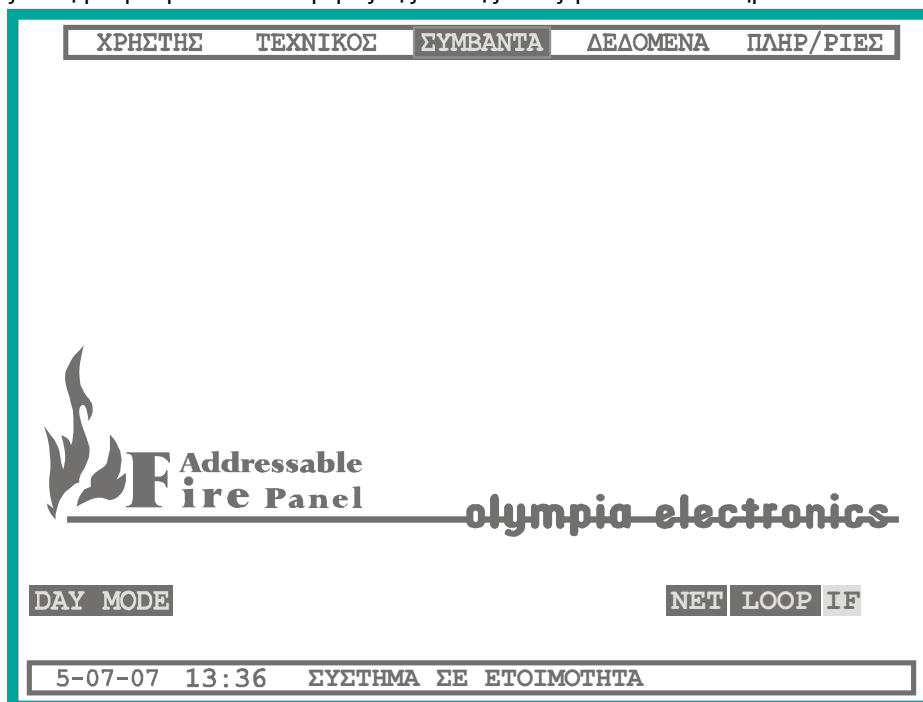 ΧΡΗΣΤΗΣ ΤΕΧΝΙΚΟΣ ΣΥΜΒΑΝΤΑ ΔΕΔΟΜΕΝΑ ΠΛΗΡ/ΡΙΕΣ
Addressable
Fire Panel
olympia electronics
DAY MODE NET LOOP IF
5-07-07 13:36 ΣΥΣΤΗΜΑ ΣΕ ΕΤΟΙΜΟΤΗΤΑ